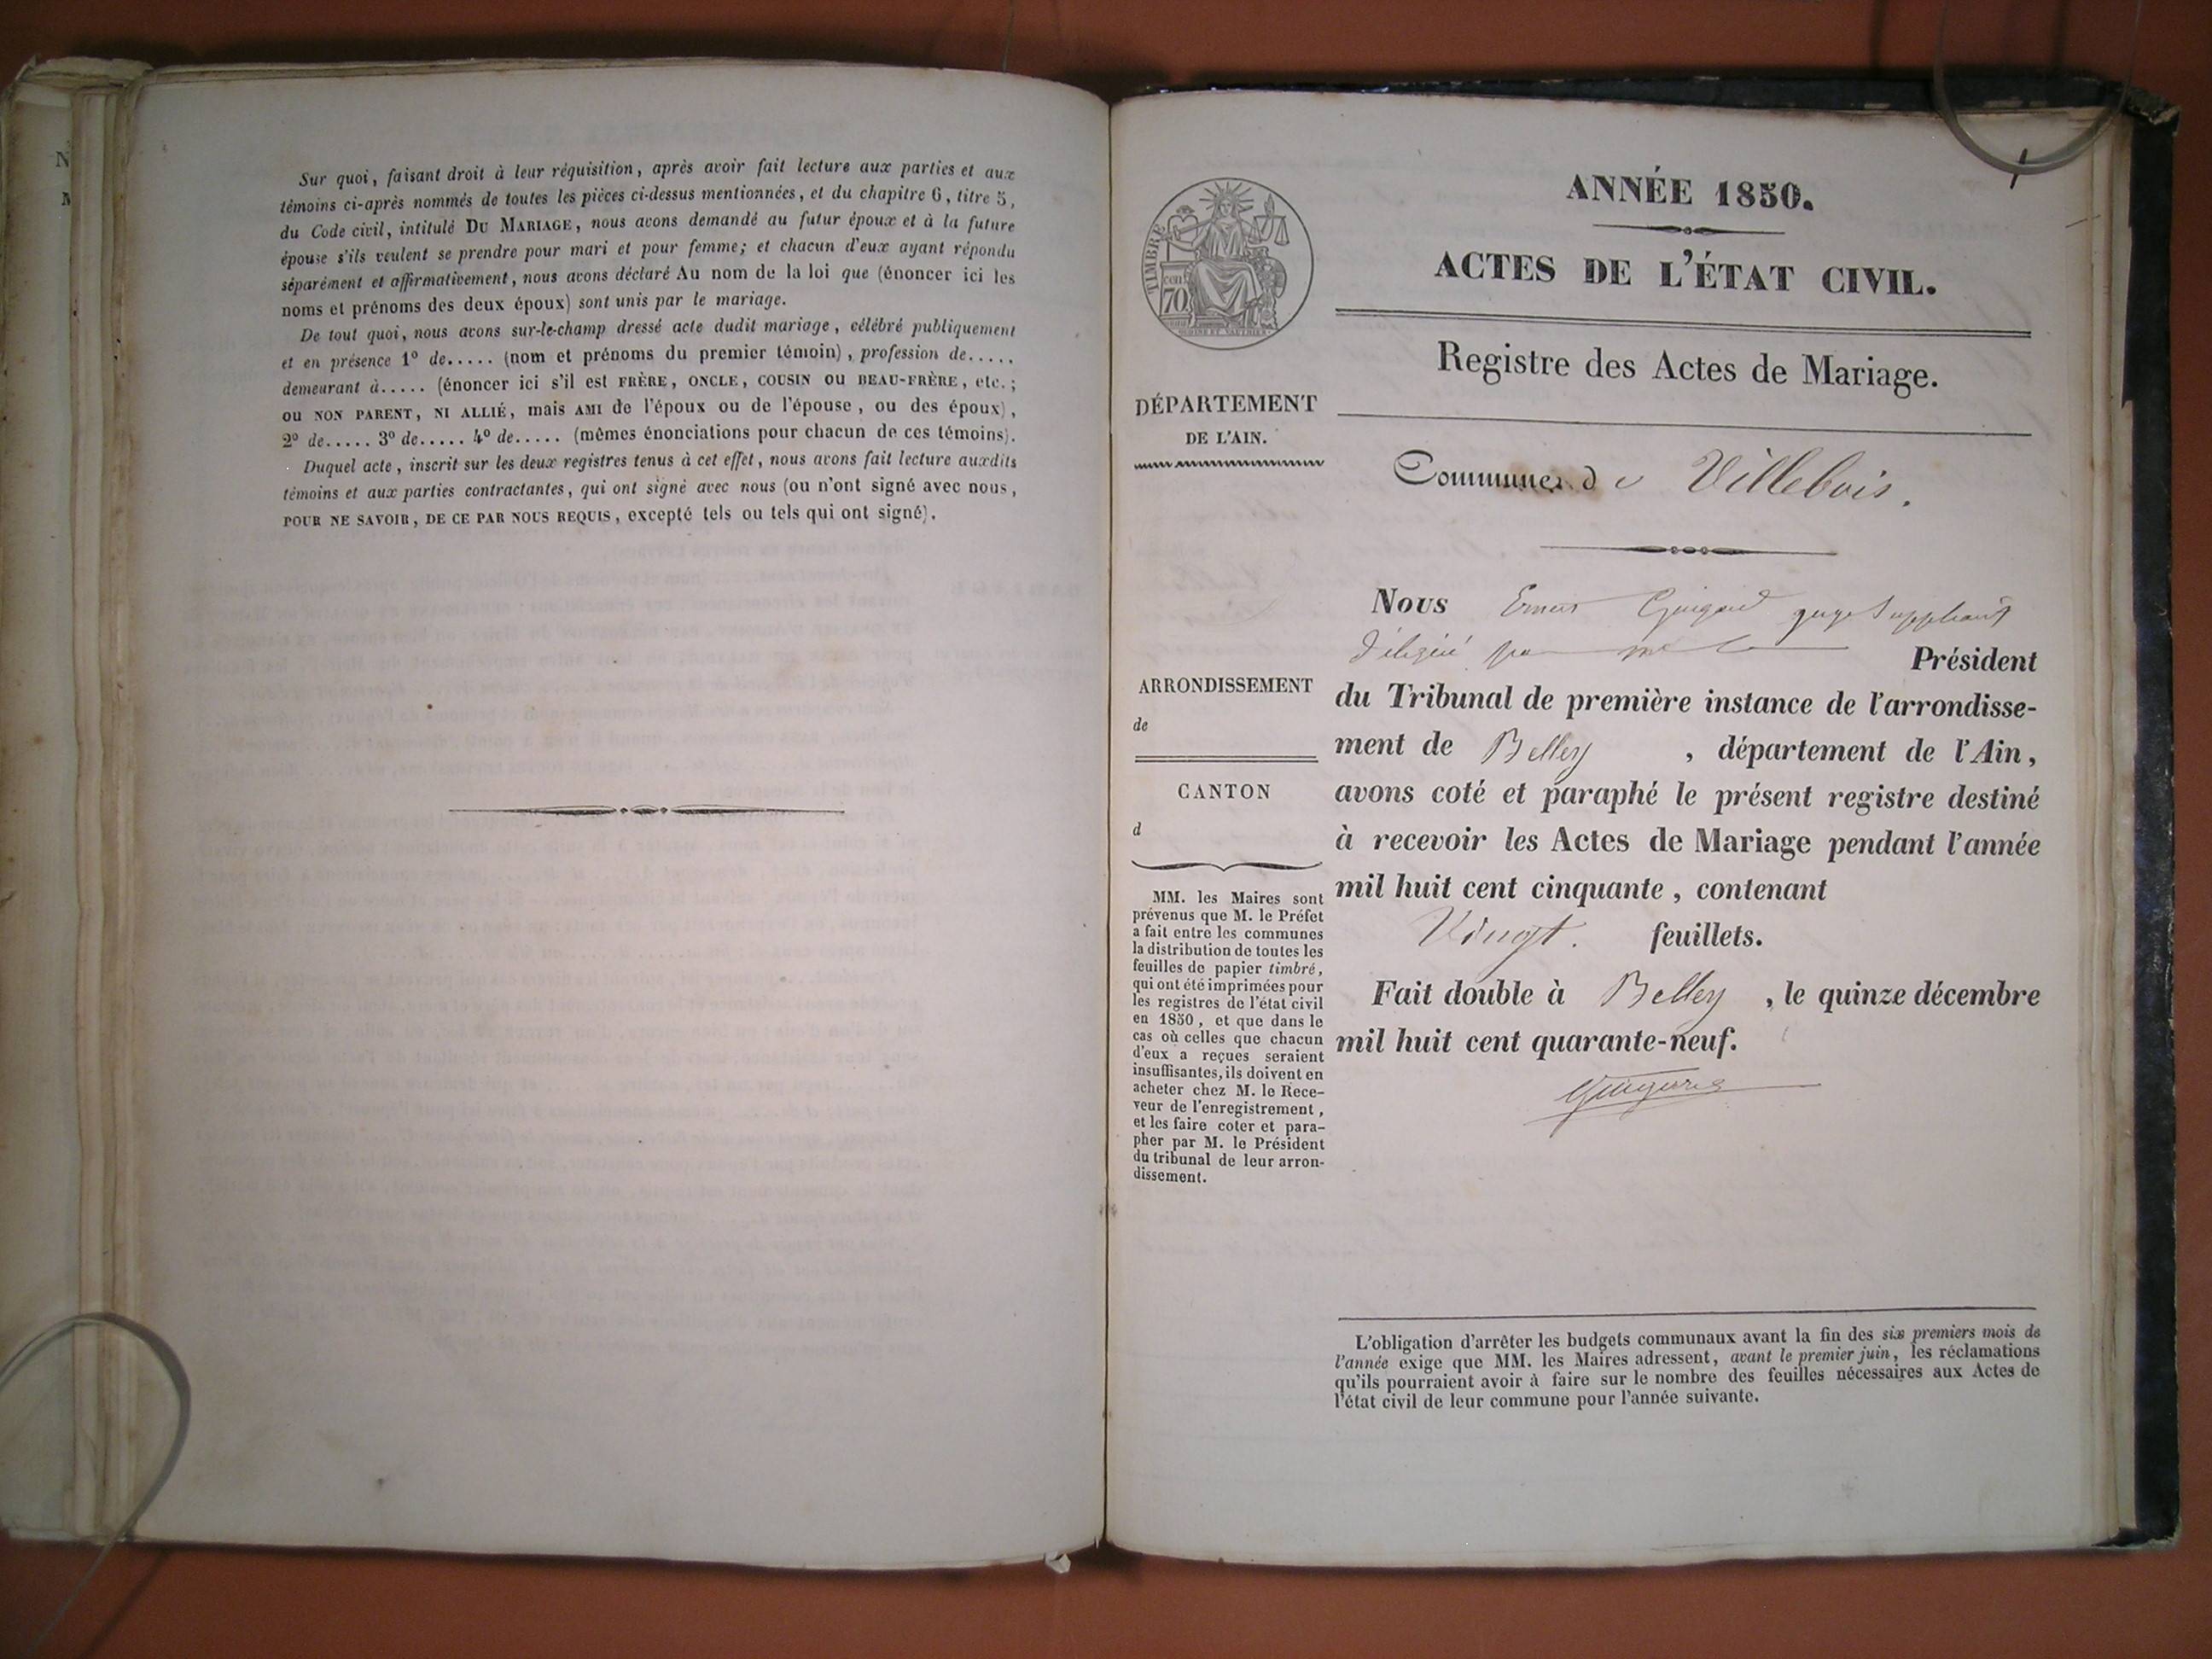 Sur quoi, faisant droit à leur réquisition, après avoir fait lecture aux parties et aux
témoins ci-après nommés de toutes les pièces ci-dessus mentionnées, et du chapitre 6, titre 5,
du Code civil, intitulé DU MARIAGE, nous avons demandé au futur époux et à la future
épouse s'ils veulent se prendre pour mari et pour femme; et chacun d'eux ayant répondu
séparément et affirmativement, nous avons déclaré Au nom de la loi que (énoncer ici les
noms et prénoms des deux époux) sont unis par le mariage.
De tout quoi, nous avons sur-le-champ dressé acte dudit mariage, célébré publiquement
et en présence 1º de..... (nom et prénoms du premier témoin), profession de.....
demeurant à..... (énoncer ici s'il est FRÈRE, ONCLE, COUSIN ou BEAU-FRÈRE, etc.;
ou NON PARENT, NI ALLIÉ, mais AMI de l'époux ou de l'épouse, ou des époux),
2º de..... 3º de..... 4º de..... (mêmes énonciations pour chacun de ces témoins).
Duquel acte, inscrit sur les deux registres tenus à cet effet, nous avons fait lecture auxdits
témoins et aux parties contractantes, qui ont signé avec nous (ou n'ont signé avec nous,
POUR NE SAVOIR, DE CE PAR NOUS REQUIS, excepté tels ou tels qui ont signé).
TIMBRE
70
DÉPARTEMENT
DE L'AIN.
ARRONDISSEMENT
de
CANTON
d
MM. les Maires sont
prévenus que M. le Préfet
a fait entre les communes
la distribution de toutes les
feuilles de papier timbré,
qui ont été imprimées pour
les registres de l'état civil
en 1850, et que dans le
cas où celles que chacun
d'eux a reçues seraient
insuffisantes, ils doivent en
acheter chez M. le Rece-
veur de l'enregistrement,
et les faire coter et para-
pher par M. le Président
du tribunal de leur arron-
dissement.
ANNÉE 1850.
ACTES DE L'ÉTAT CIVIL.
Registre des Actes de Mariage.
Commune de Villebois.
Nous Guigard juge Suppléant
délégué par Président
du Tribunal de première instance de l'arrondisse-
ment de Belley, département de l'Ain,
avons coté et paraphé le présent registre destiné
à recevoir les Actes de Mariage pendant l'année
mil huit cent cinquante, contenant
Vingt. feuillets.
Fait double à Belley, le quinze décembre
mil huit cent quarante-neuf.
L'obligation d'arrêter les budgets communaux avant la fin des six premiers mois de
l'année exige que MM. les Maires adressent, avant le premier juin, les réclamations
qu'ils pourraient avoir à faire sur le nombre des feuilles nécessaires aux Actes de
l'état civil de leur commune pour l'année suivante.